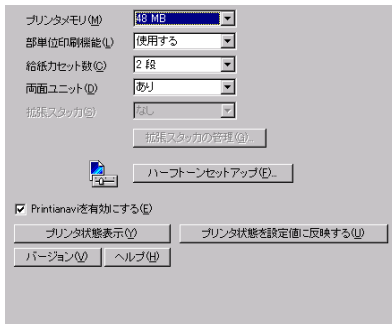 プリンタメモリ(M) 48 MB
部単位印刷機能(L) 使用する
給紙カセット数(C) 2 段
両面ユニット(D) あり
拡張スタッカ(S) なし
拡張スタッカの管理(G)...
ハーフトーンセットアップ(F)...
Printianaviを有効にする(E)
プリンタ状態表示(Y) プリンタ状態を設定値に反映する(U)
バージョン(V) ヘルプ(H)